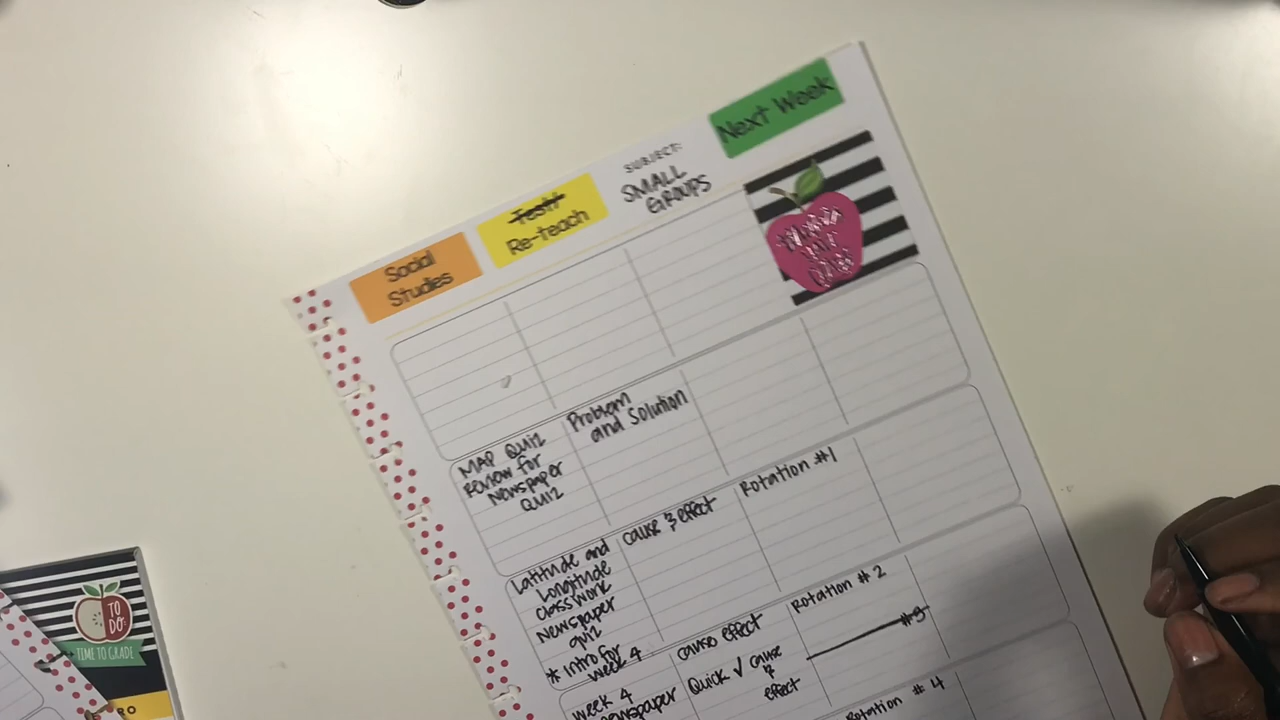 Next Week
SUBJECT:
SMALL
GROUPS
Test!
Re-teach
Social
Studies
MAP QUIZ
Review for
Newspaper
QUIZ
Problem
and Solution
Latitude and
Longitude
classwork
Newspaper
quiz
* Intro for
week 4
cause & effect
Rotation #1
week 4
newspaper
cause effect
Quick √ cause
&
effect
Rotation # 2
#3
Rotation # 4
TO
DO:
TIME TO GRADE